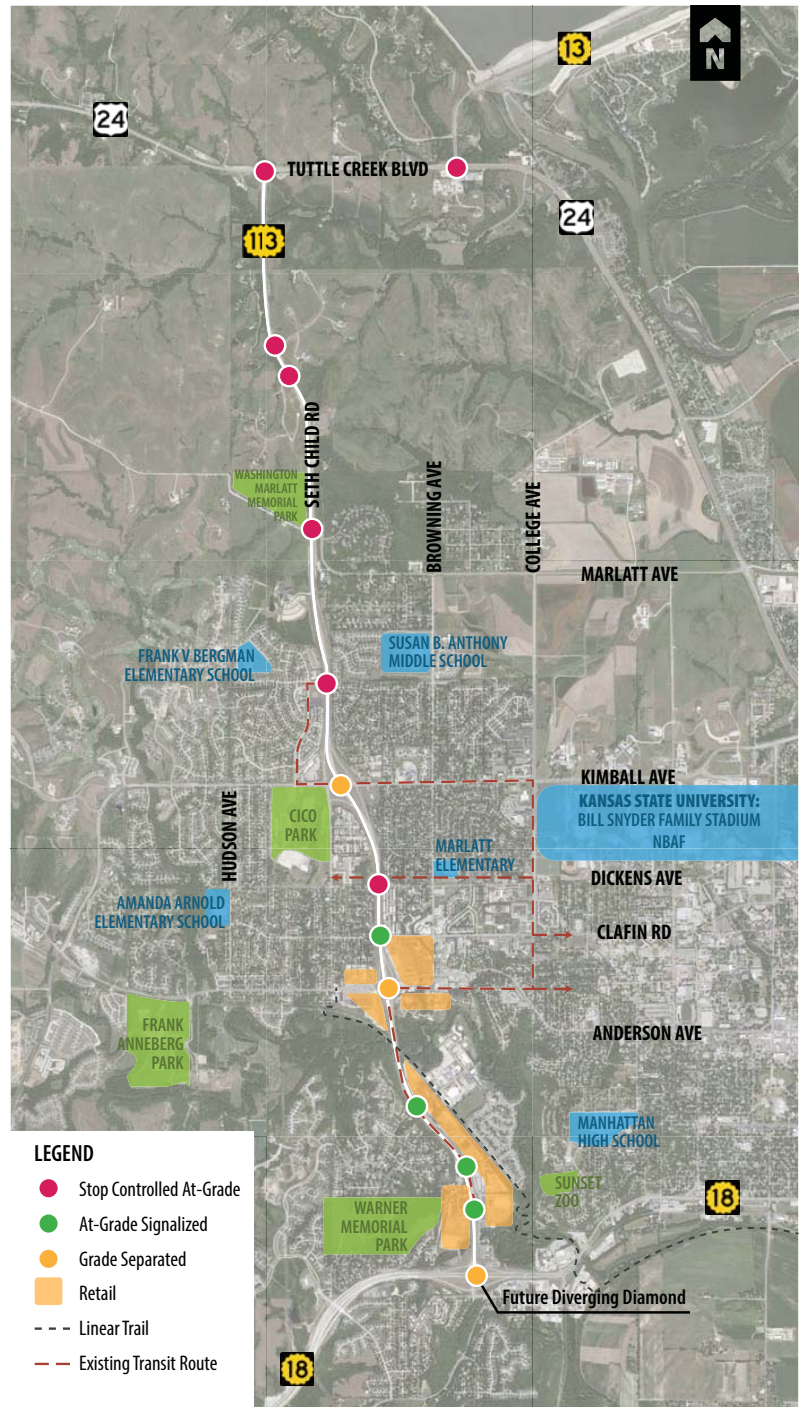 13
N
24
TUTTLE CREEK BLVD
24
113
SETH CHILD RD
WASHINGTON
MARLATT
MEMORIAL
PARK
BROWNING AVE
COLLEGE AVE
MARLATT AVE
FRANK V BERGMAN
ELEMENTARY SCHOOL
SUSAN B. ANTHONY
MIDDLE SCHOOL
KIMBALL AVE
KANSAS STATE UNIVERSITY:
BILL SNYDER FAMILY STADIUM
NBAF
HUDSON AVE
CICO
PARK
MARLATT
ELEMENTARY
DICKENS AVE
AMANDA ARNOLD
ELEMENTARY SCHOOL
CLAFIN RD
FRANK
ANNEBERG
PARK
ANDERSON AVE
MANHATTAN
HIGH SCHOOL
SUNSET
ZOO
18
WARNER
MEMORIAL
PARK
Future Diverging Diamond
18
LEGEND
Stop Controlled At-Grade
At-Grade Signalized
Grade Separated
Retail
Linear Trail
Existing Transit Route